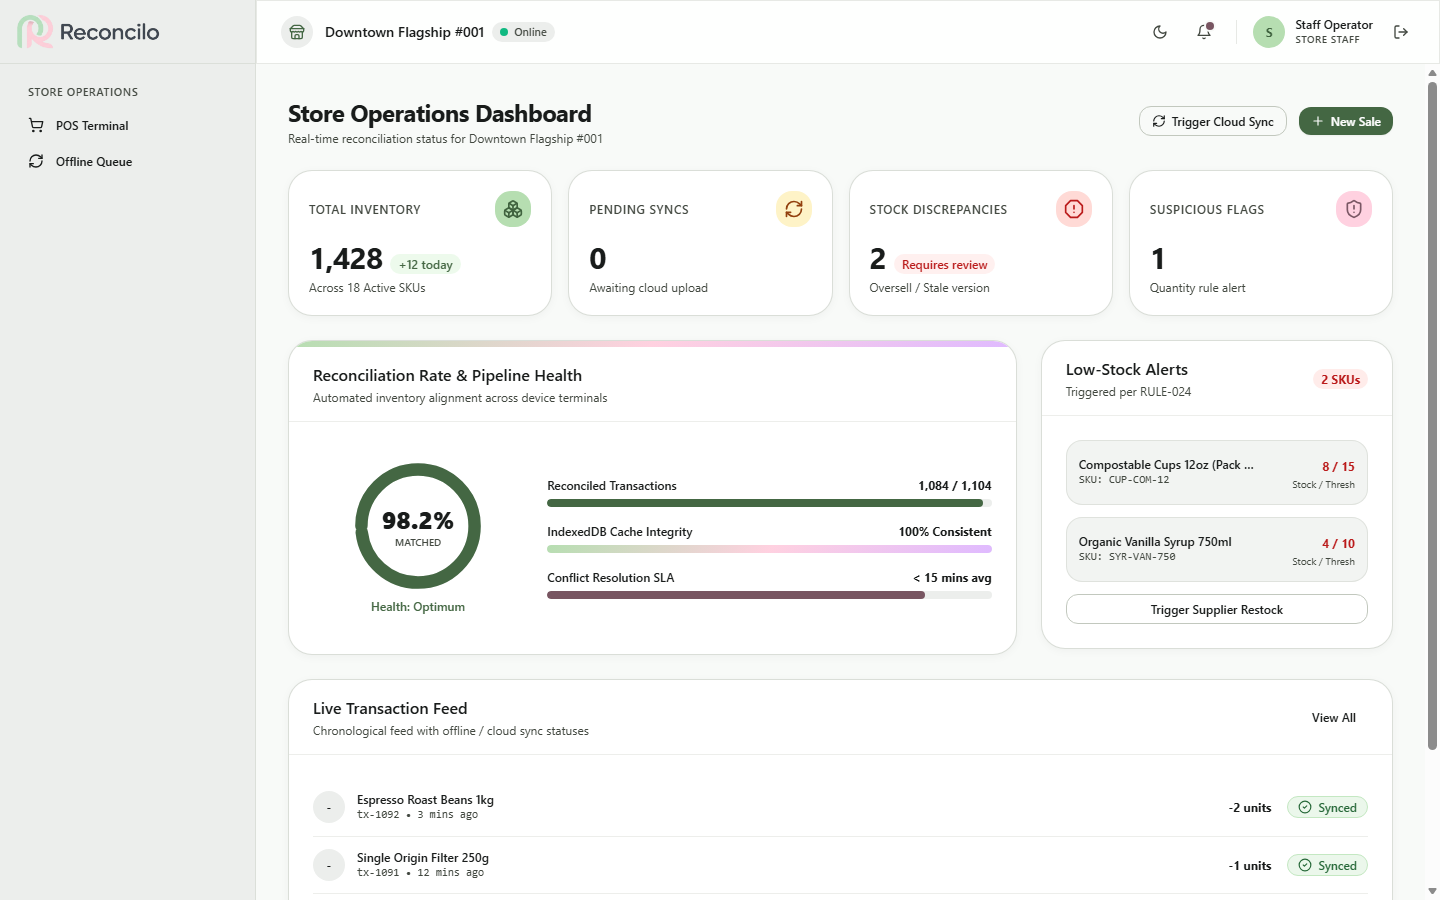 Reconcilo
Downtown Flagship #001
Online
S
Staff Operator
STORE STAFF
STORE OPERATIONS
POS Terminal
Offline Queue
Store Operations Dashboard
Real-time reconciliation status for Downtown Flagship #001
Trigger Cloud Sync
New Sale
TOTAL INVENTORY
1,428 +12 today
Across 18 Active SKUs
PENDING SYNCS
0
Awaiting cloud upload
STOCK DISCREPANCIES
2 Requires review
Oversell / Stale version
SUSPICIOUS FLAGS
1
Quantity rule alert
Reconciliation Rate & Pipeline Health
Automated inventory alignment across device terminals
98.2%
MATCHED
Health: Optimum
Reconciled Transactions 1,084 / 1,104
IndexedDB Cache Integrity 100% Consistent
Conflict Resolution SLA < 15 mins avg
Low-Stock Alerts
Triggered per RULE-024
2 SKUs
Compostable Cups 12oz (Pack ...
SKU: CUP-COM-12
8 / 15
Stock / Thresh
Organic Vanilla Syrup 750ml
SKU: SYR-VAN-750
4 / 10
Stock / Thresh
Trigger Supplier Restock
Live Transaction Feed
Chronological feed with offline / cloud sync statuses
View All
-
Espresso Roast Beans 1kg
tx-1092 • 3 mins ago
-2 units
Synced
-
Single Origin Filter 250g
tx-1091 • 12 mins ago
-1 units
Synced